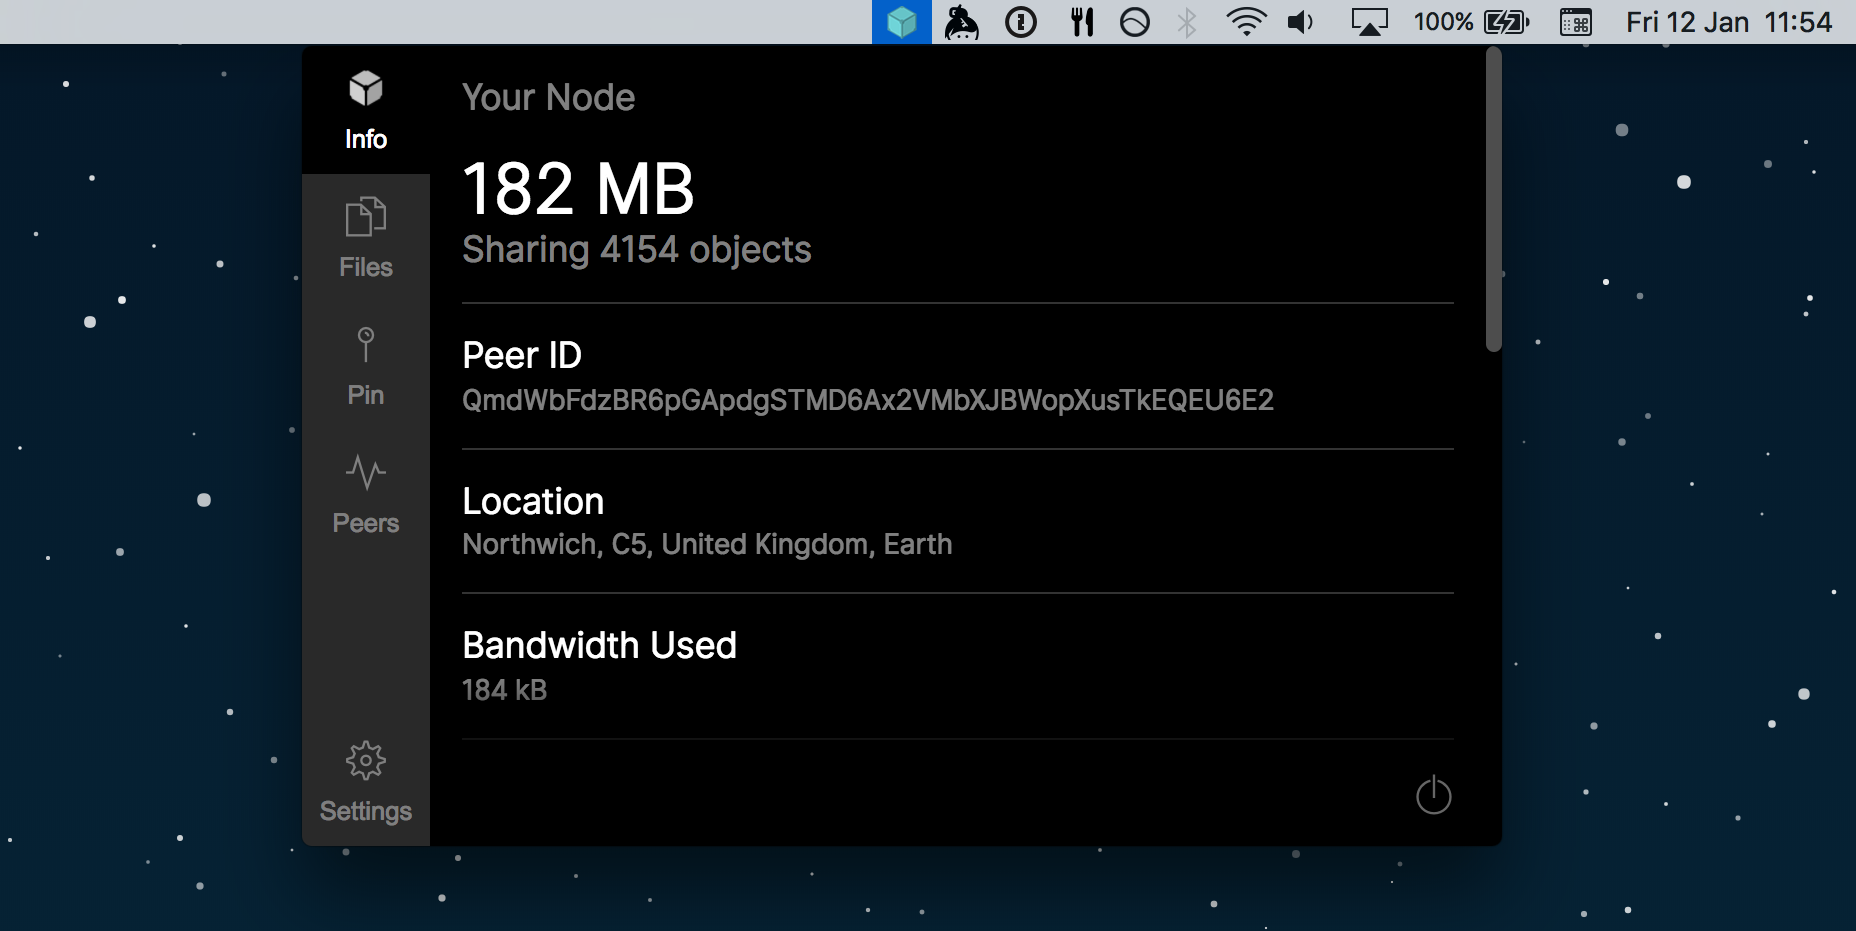 100% Fri 12 Jan 11:54
Info
Files
Pin
Peers
Settings
Your Node
182 MB
Sharing 4154 objects
Peer ID
QmdWbFdzBR6pGApdgSTMD6Ax2VMbXJBWopXusTkEQEU6E2
Location
Northwich, C5, United Kingdom, Earth
Bandwidth Used
184 kB